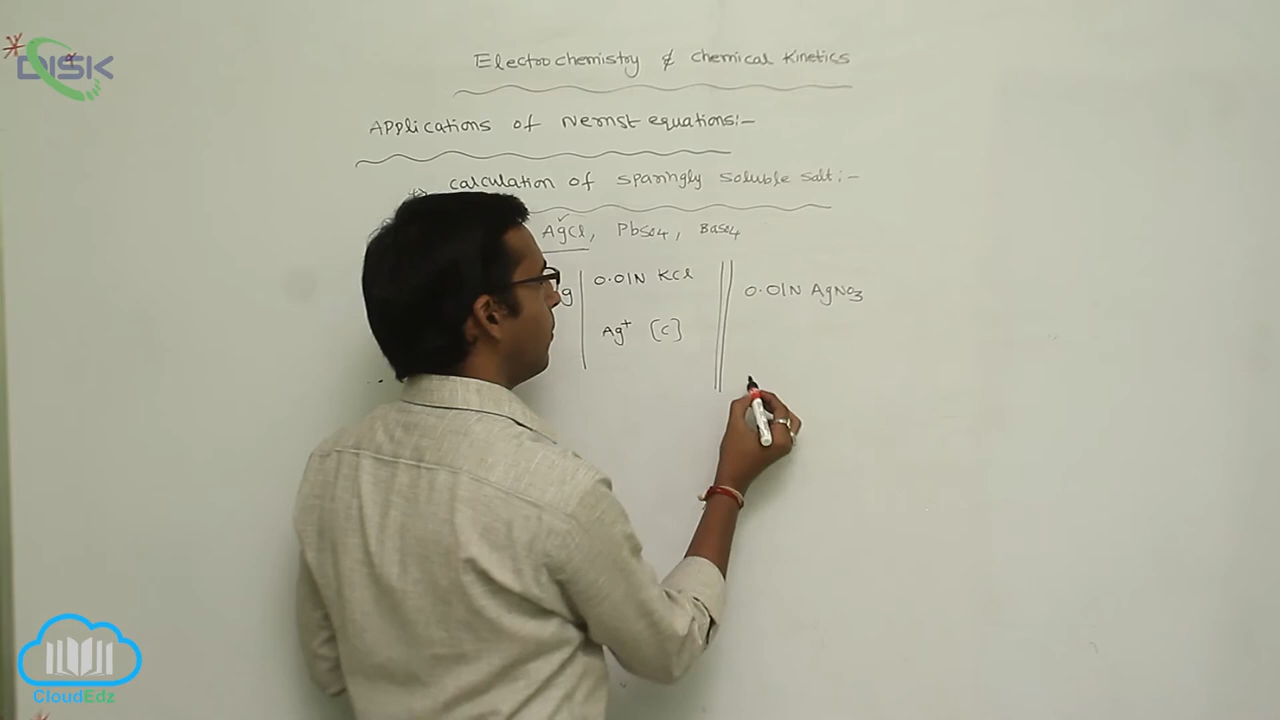 DISK
Electrochemistry & chemical kinetics
Applications of Nernst equations:-
calculation of sparingly soluble salt:-
AgCl, PbSO4, BaSO4
g | 0.01N KCl || 0.01N AgNO3
Ag+ [C]
CloudEdz